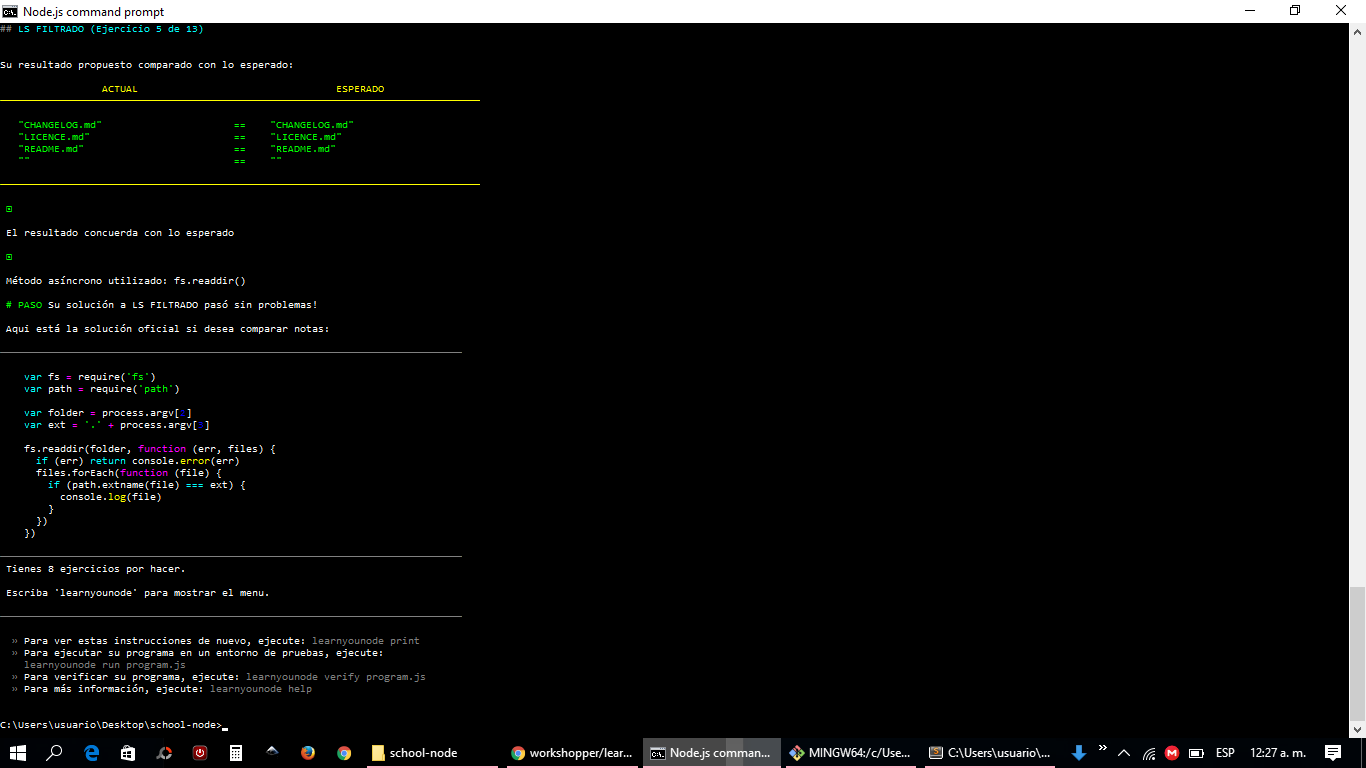 Node.js command prompt
## LS FILTRADO (Ejercicio 5 de 13)
Su resultado propuesto comparado con lo esperado:
ACTUAL ESPERADO
"CHANGELOG.md" == "CHANGELOG.md"
"LICENCE.md" == "LICENCE.md"
"README.md" == "README.md"
"" == ""
El resultado concuerda con lo esperado
Método asíncrono utilizado: fs.readdir()
# PASO Su solución a LS FILTRADO pasó sin problemas!
Aqui está la solución oficial si desea comparar notas:
var fs = require('fs')
var path = require('path')
var folder = process.argv[2]
var ext = '.' + process.argv[3]
fs.readdir(folder, function (err, files) {
if (err) return console.error(err)
files.forEach(function (file) {
if (path.extname(file) === ext) {
console.log(file)
}
})
})
Tienes 8 ejercicios por hacer.
Escriba 'learnyounode' para mostrar el menu.
» Para ver estas instrucciones de nuevo, ejecute: learnyounode print
» Para ejecutar su programa en un entorno de pruebas, ejecute:
learnyounode run program.js
» Para verificar su programa, ejecute: learnyounode verify program.js
» Para más información, ejecute: learnyounode help
C:\Users\usuario\Desktop\school-node>
school-node workshopper/lear... Node.js comman... MINGW64:/c/Use... C:\Users\usuario\... ESP 12:27 a. m.